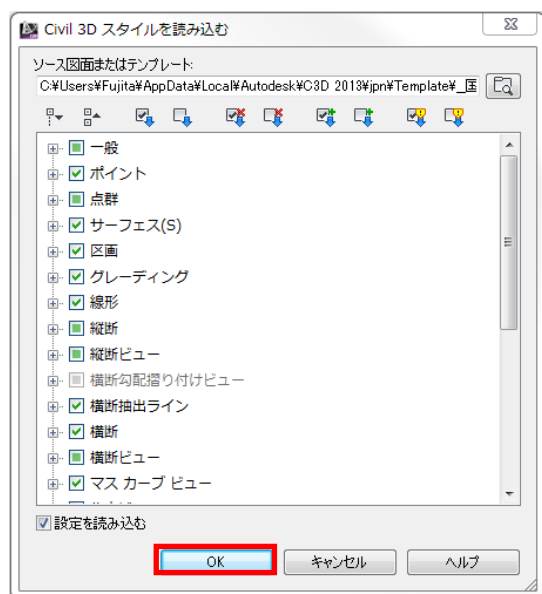 Civil 3D スタイルを読み込む
ソース図面またはテンプレート:
C:¥Users¥Fujita¥AppData¥Local¥Autodesk¥C3D 2013¥jpn¥Template¥_国
一般
ポイント
点群
サーフェス(S)
区画
グレーディング
線形
縦断
縦断ビュー
横断勾配摺り付けビュー
横断抽出ライン
横断
横断ビュー
マス カーブ ビュー
設定を読み込む
OK キャンセル ヘルプ